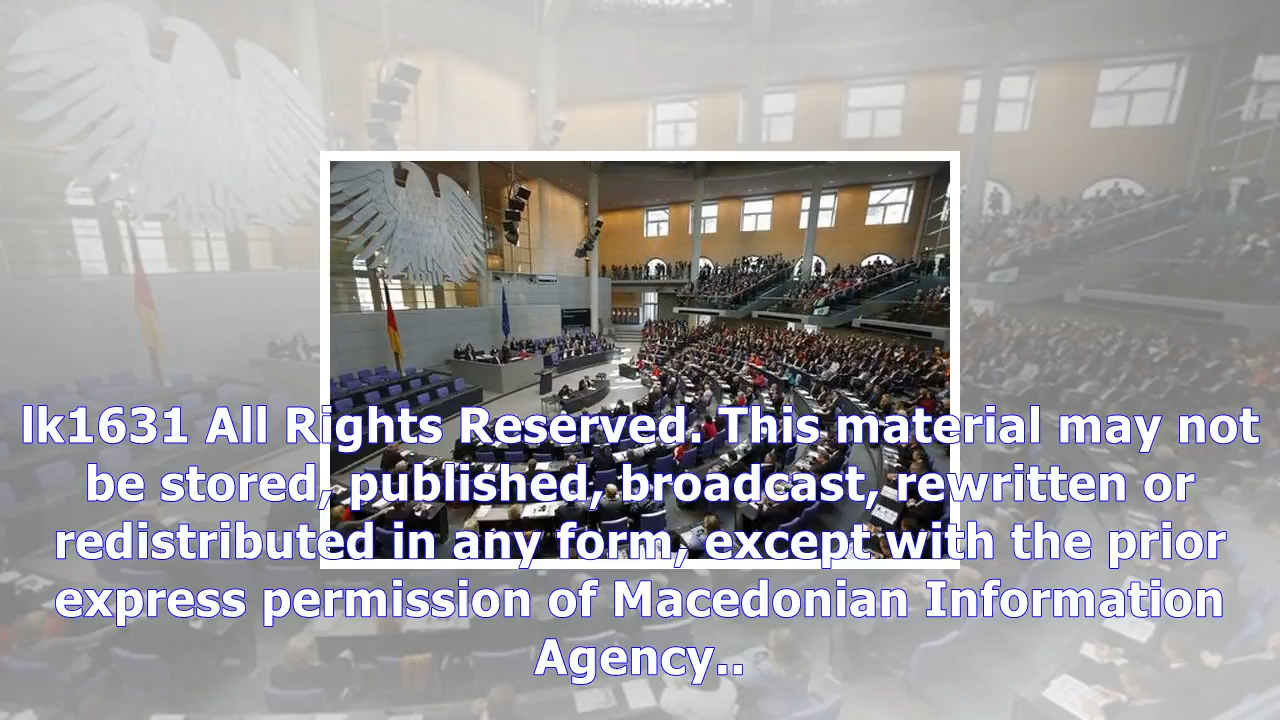 lk1631 All Rights Reserved. This material may not
be stored, published, broadcast, rewritten or
redistributed in any form, except with the prior
express permission of Macedonian Information
Agency..